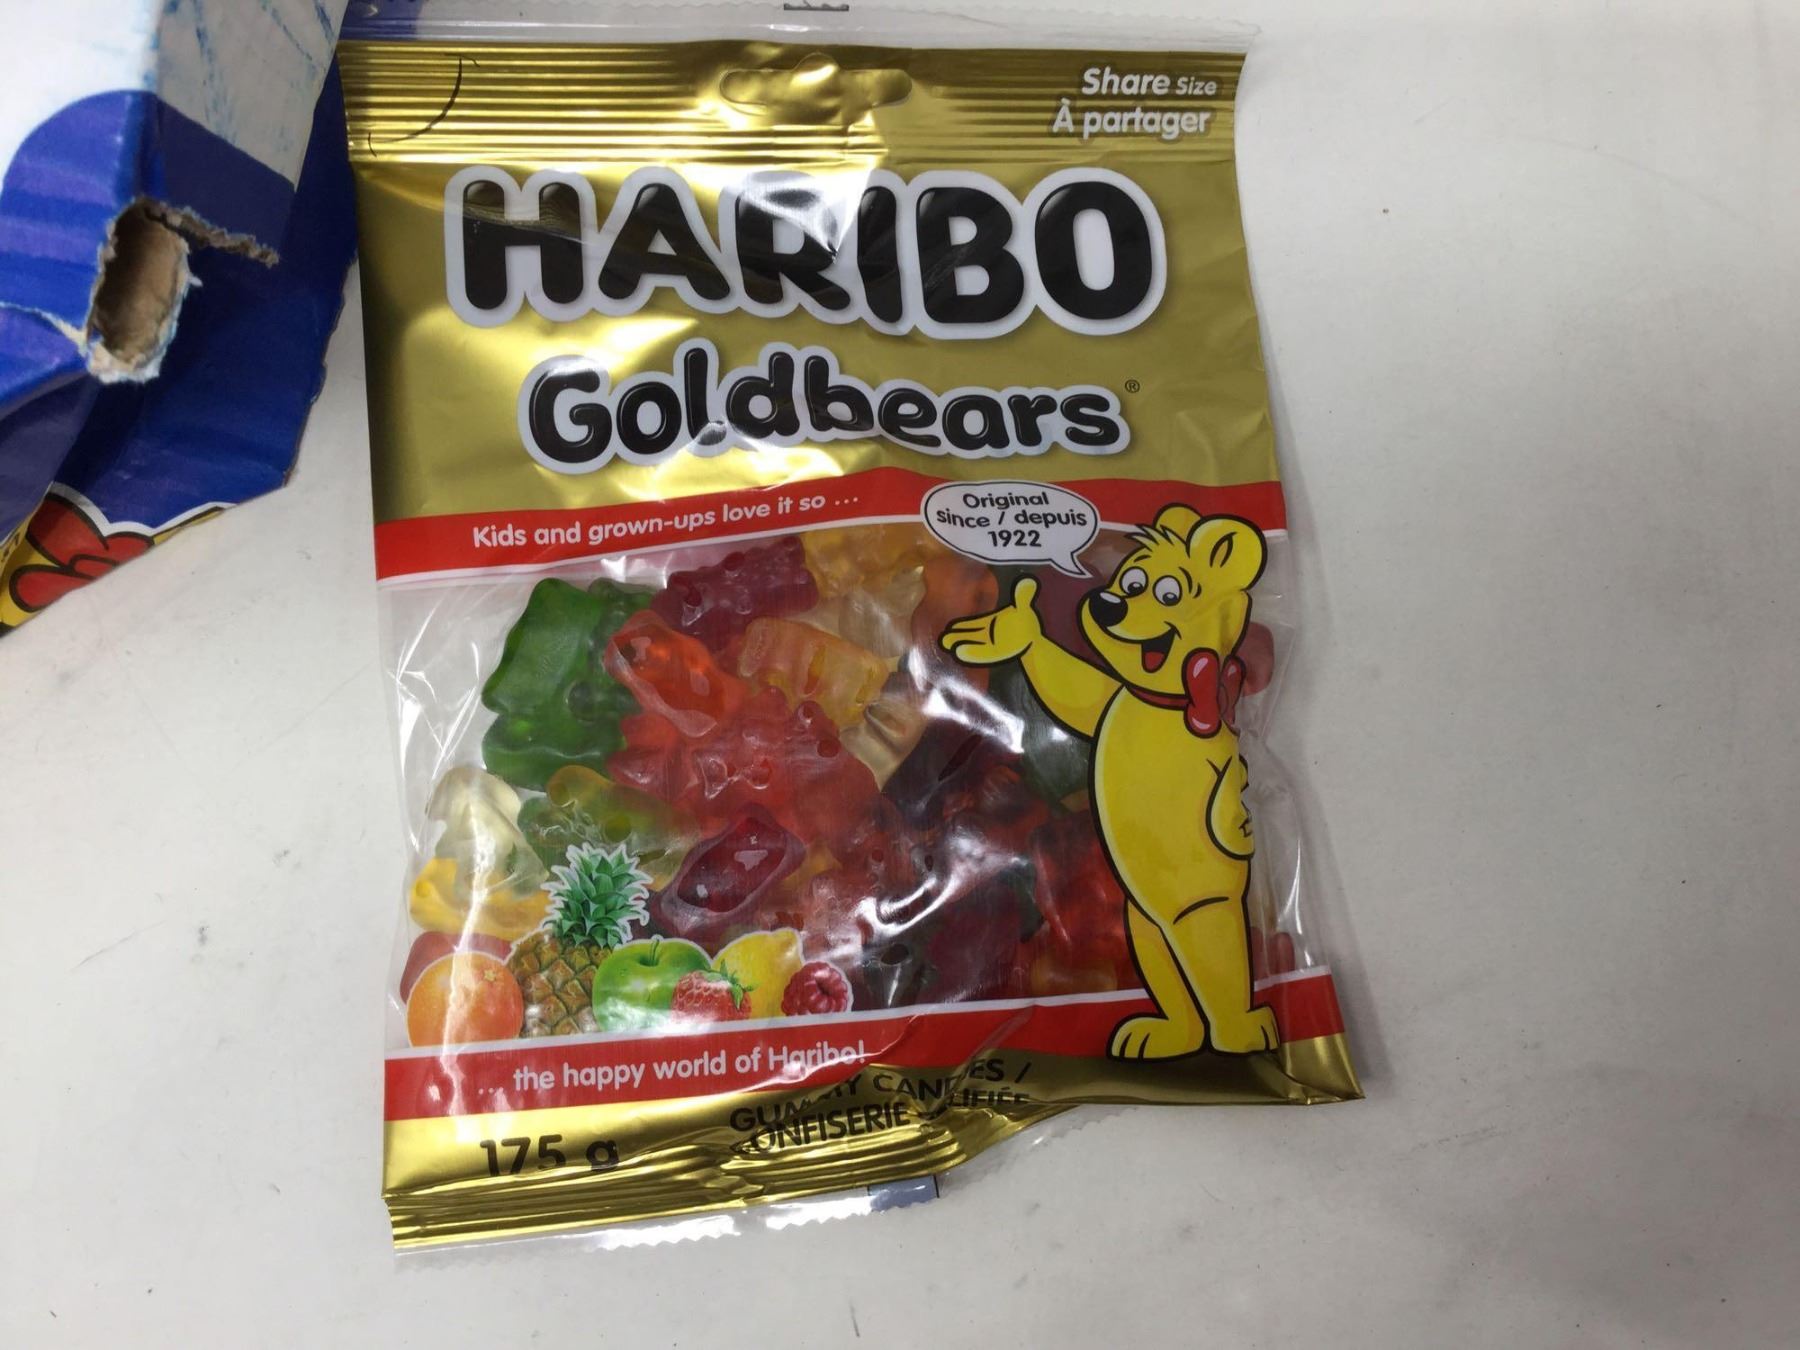 Share Size
À partager
HARIBO
Goldbears®
Kids and grown-ups love it so ...
Original
since / depuis
1922
... the happy world of Haribo!
175 g